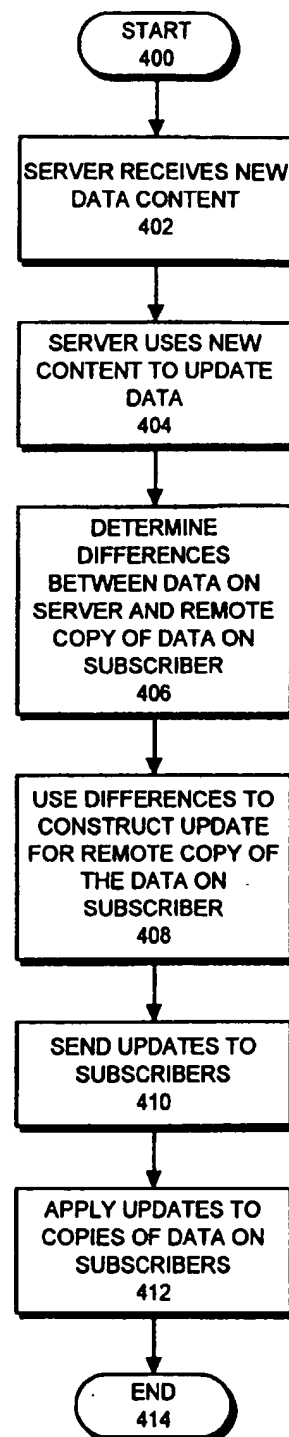 START
400
SERVER RECEIVES NEW
DATA CONTENT
402
SERVER USES NEW
CONTENT TO UPDATE
DATA
404
DETERMINE
DIFFERENCES
BETWEEN DATA ON
SERVER AND REMOTE
COPY OF DATA ON
SUBSCRIBER
406
USE DIFFERENCES TO
CONSTRUCT UPDATE
FOR REMOTE COPY OF
THE DATA ON
SUBSCRIBER
408
SEND UPDATES TO
SUBSCRIBERS
410
APPLY UPDATES TO
COPIES OF DATA ON
SUBSCRIBERS
412
END
414